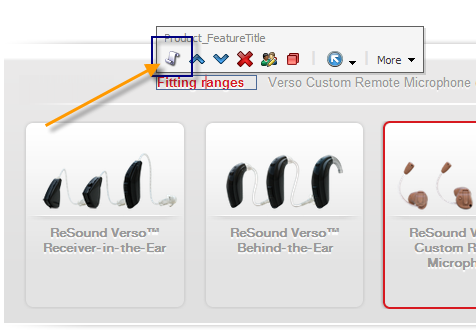 Product_FeatureTitle
More
Fitting ranges
Verso Custom Remote Microphone
ReSound Verso™
Receiver-in-the-Ear
ReSound Verso™
Behind-the-Ear
ReSound V
Custom R
Microph